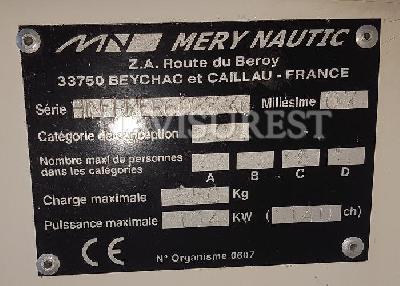 MN MERY NAUTIC
Z.A. Route du Beroy
33750 BEYCHAC et CAILLAU - FRANCE
Série Millésime
Catégorie de conception
Nombre maxi de personnes
dans les catégories
A B C D
Charge maximale Kg
Puissance maximale KW ( ch)
CE N° Organisme 0607
VISUREST